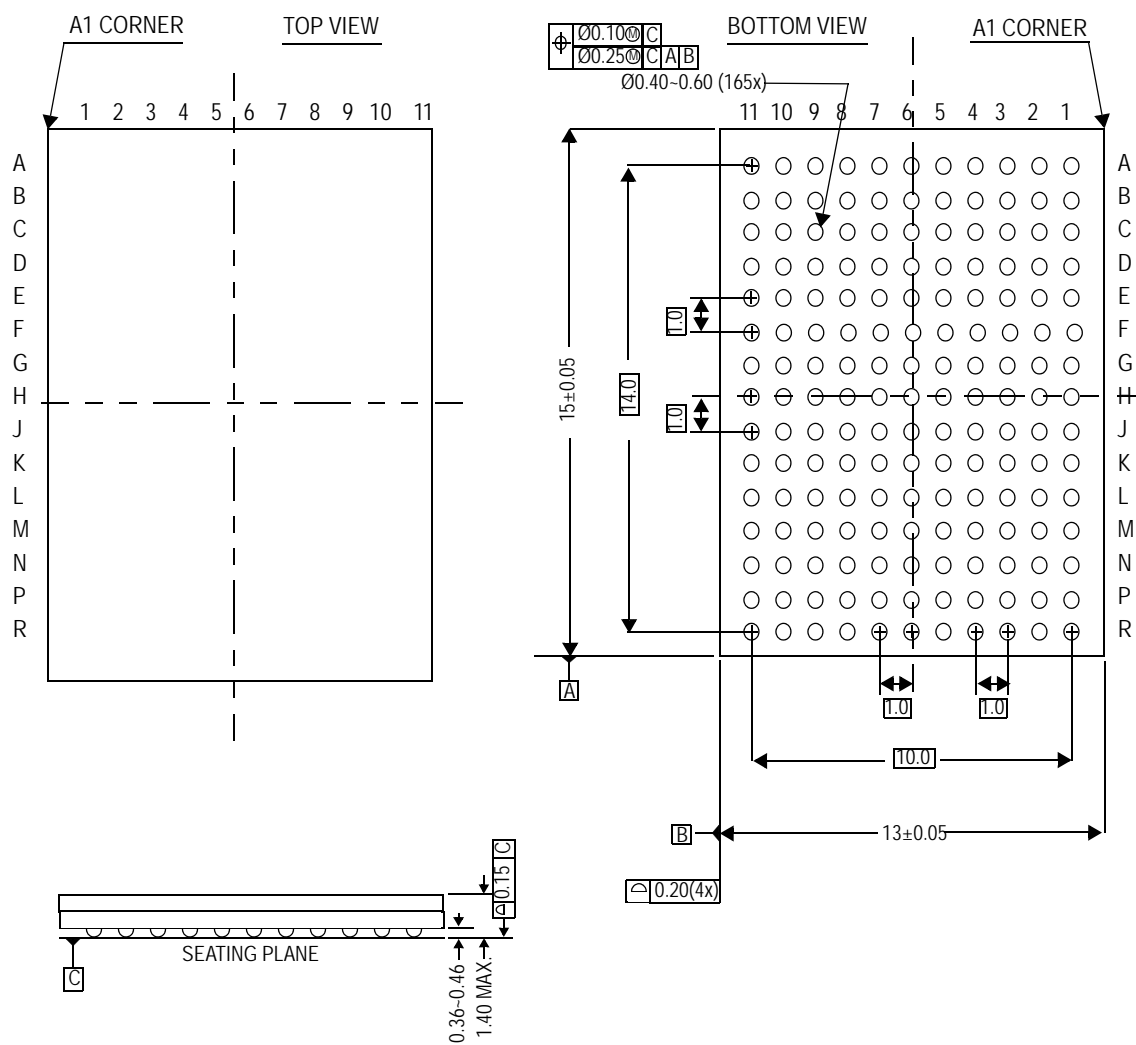 A1 CORNER
TOP VIEW
1 2 3 4 5 6 7 8 9 10 11
A
B
C
D
E
F
G
H
J
K
L
M
N
P
R
Ø0.10Ⓜ C
Ø0.25Ⓜ C A B
BOTTOM VIEW
A1 CORNER
Ø0.40~0.60 (165x)
11 10 9 8 7 6 5 4 3 2 1
A
B
C
D
E
F
G
H
J
K
L
M
N
P
R
1.0
15±0.05
14.0
1.0
A
1.0
1.0
10.0
B
13±0.05
0.20(4x)
0.15 C
SEATING PLANE
C
0.36~0.46
1.40 MAX.